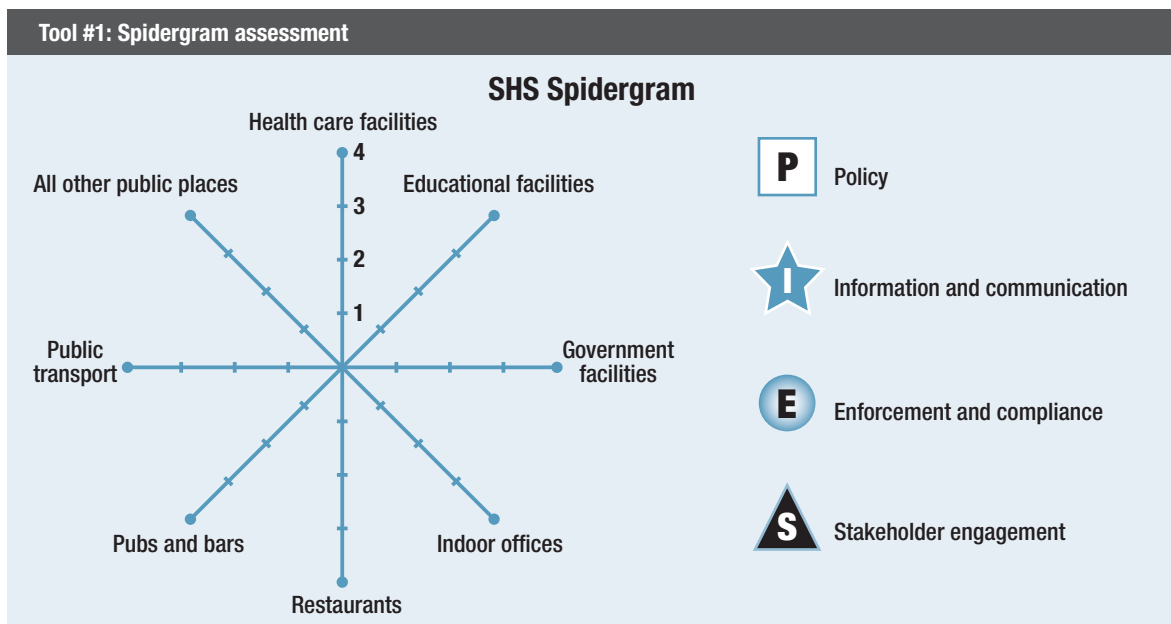 Tool #1: Spidergram assessment
SHS Spidergram
Health care facilities
4
All other public places
Educational facilities
3
2
1
Public
transport
Government
facilities
Pubs and bars
Indoor offices
Restaurants
P
Policy
I
Information and communication
E
Enforcement and compliance
S
Stakeholder engagement